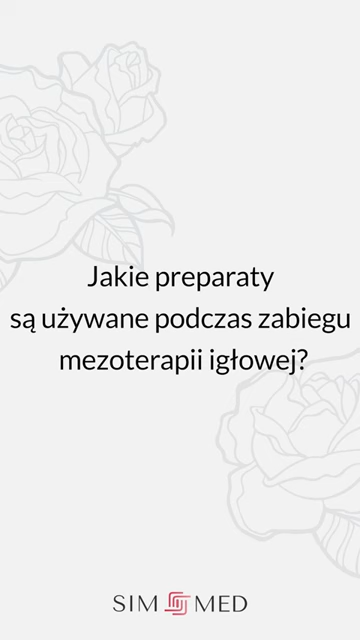 Jakie preparaty
są używane podczas zabiegu
mezoterapii igłowej?
SIM MED